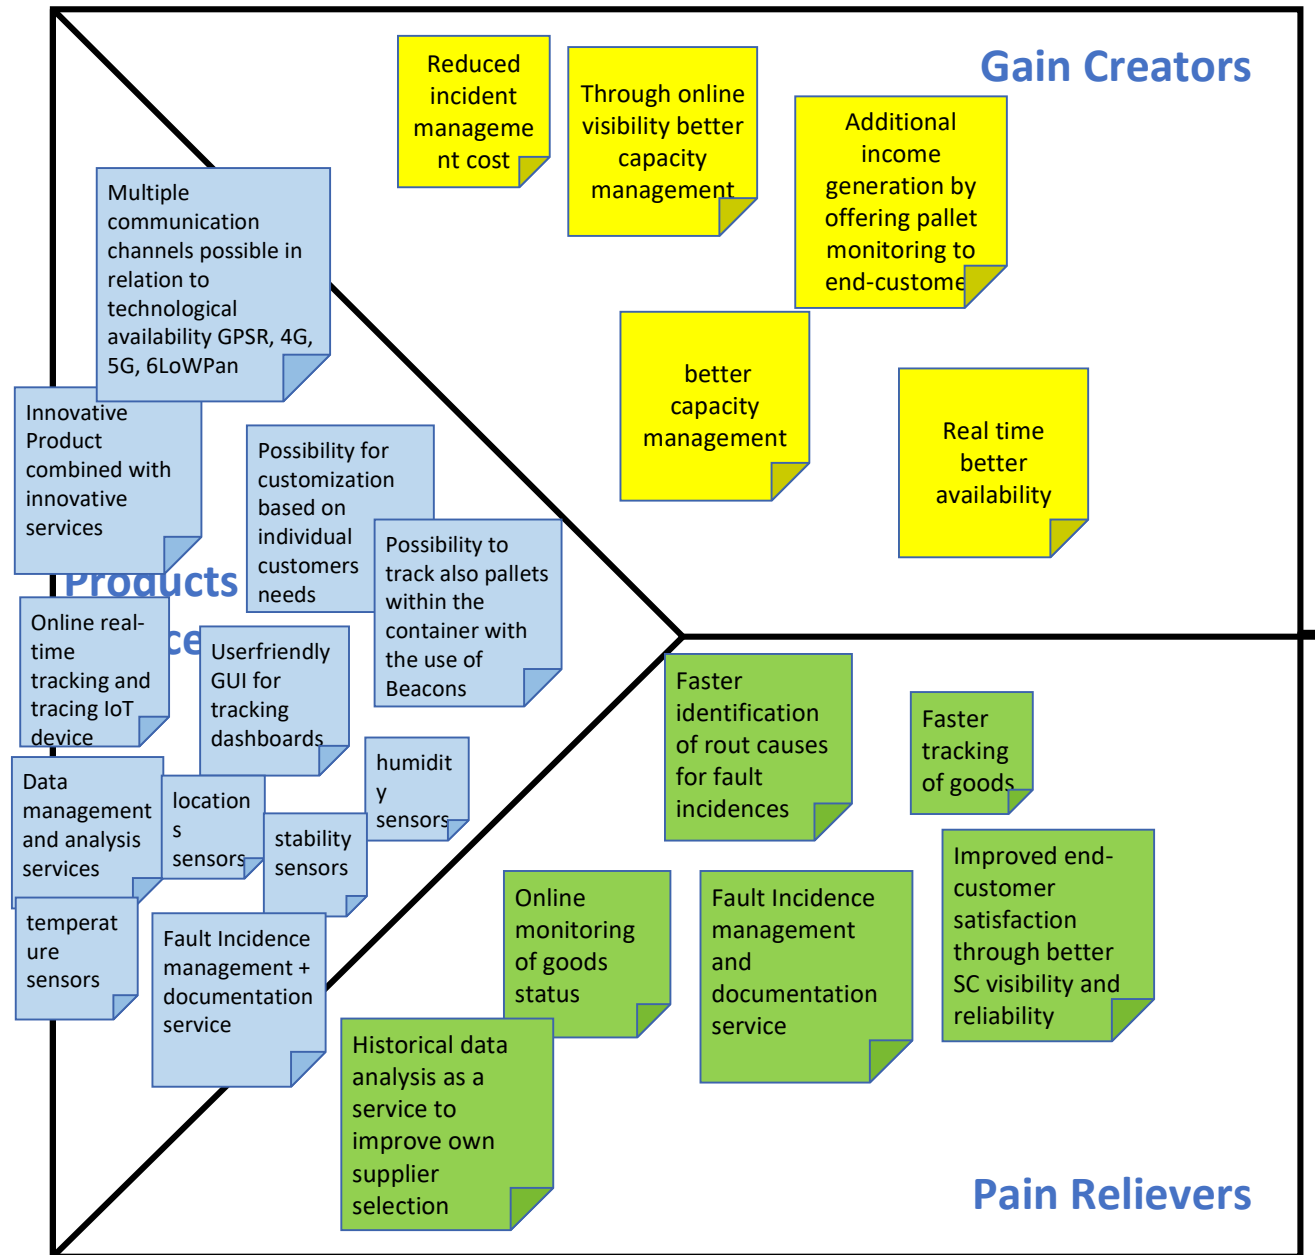 Gain Creators
Reduced
incident
manageme
nt cost
Through online
visibility better
capacity
management
Additional
income
generation by
offering pallet
monitoring to
end-custome
better
capacity
management
Real time
better
availability
Multiple
communication
channels possible in
relation to
technological
availability GPSR, 4G,
5G, 6LoWPan
Innovative
Product
combined with
innovative
services
Possibility for
customization
based on
individual
customers
needs
Possibility to
track also pallets
within the
container with
the use of
Beacons
Products
Online real-
time
tracking and
tracing IoT
device
Userfriendly
GUI for
tracking
dashboards
humidit
y
sensors
Data
management
and analysis
services
location
s
sensors
stability
sensors
temperat
ure
sensors
Fault Incidence
management +
documentation
service
Faster
identification
of rout causes
for fault
incidences
Faster
tracking
of goods
Online
monitoring
of goods
status
Fault Incidence
management
and
documentation
service
Improved end-
customer
satisfaction
through better
SC visibility and
reliability
Historical data
analysis as a
service to
improve own
supplier
selection
Pain Relievers